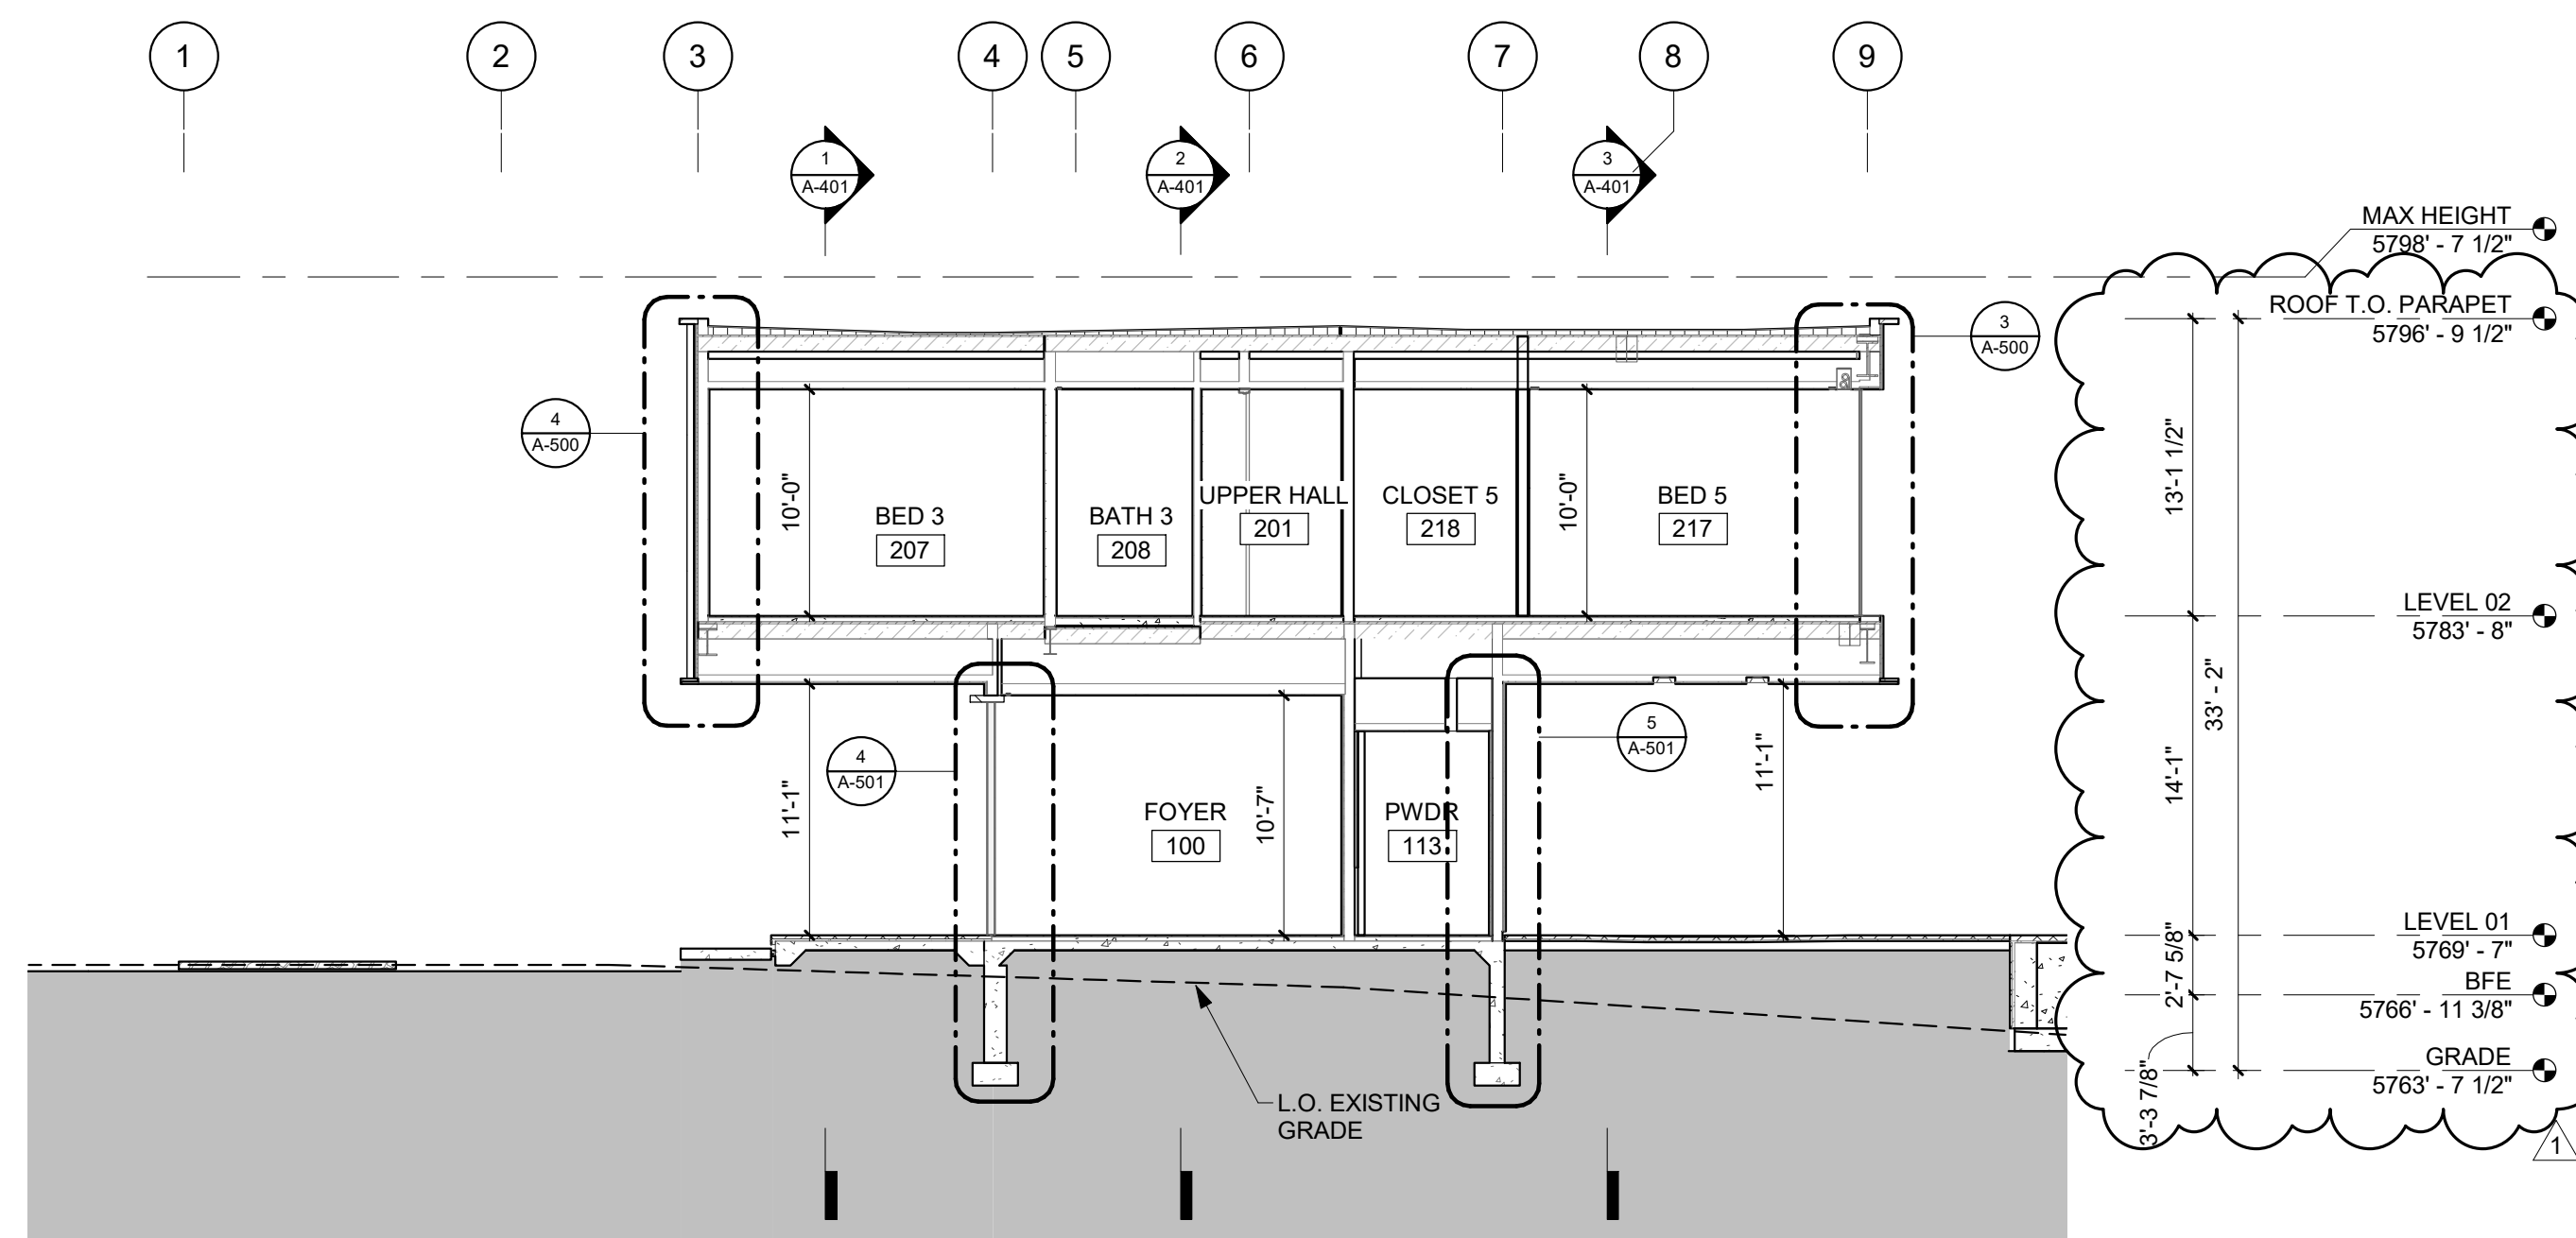 1
2
3
4
5
6
7
8
9
1
A-401
2
A-401
3
A-401
MAX HEIGHT
5798' - 7 1/2"
ROOF T.O. PARAPET
5796' - 9 1/2"
3
A-500
4
A-500
13'-1 1/2"
10'-0"
BED 3
207
BATH 3
208
UPPER HALL
201
CLOSET 5
218
10'-0"
BED 5
217
LEVEL 02
5783' - 8"
33' - 2"
14'-1"
4
A-501
5
A-501
11'-1"
11'-1"
FOYER
100
10'-7"
PWDR
113
LEVEL 01
5769' - 7"
2'-7 5/8"
BFE
5766' - 11 3/8"
GRADE
5763' - 7 1/2"
3'-3 7/8"
L.O. EXISTING
GRADE
1